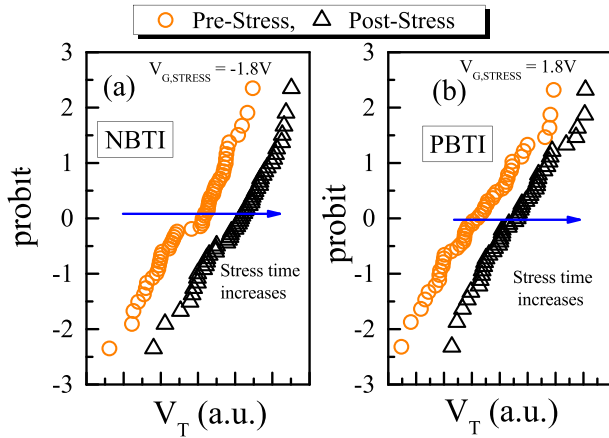 Pre-Stress, Post-Stress
(a)
V_G,STRESS = -1.8V
NBTI
Stress time
increases
probit
3
2
1
0
-1
-2
-3
V_T (a.u.)
(b)
V_G,STRESS = 1.8V
PBTI
Stress time
increases
probit
3
2
1
0
-1
-2
-3
V_T (a.u.)